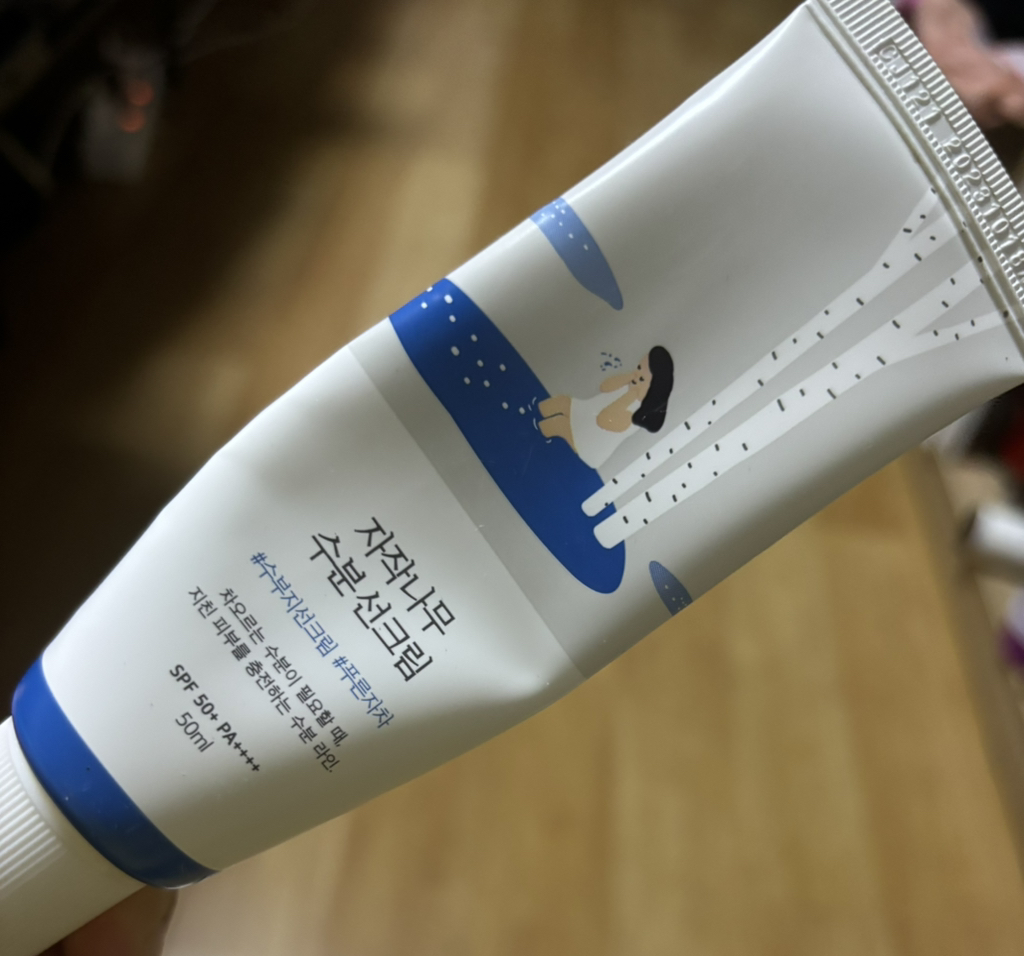 자작나무
수분 선크림
#수부지선크림 #푸른자차
차오르는 수분이 필요할 때,
지친 피부를 충전하는 수분 라인.
SPF 50+ PA++++
50ml